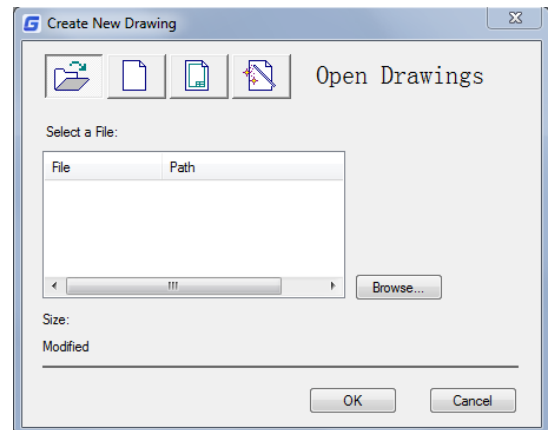 Create New Drawing
Open Drawings
Select a File:
File Path
Browse...
Size:
Modified
OK Cancel